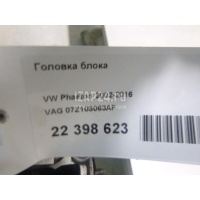 Головка блока
VW Phaeton 2002-2016
VAG 07Z103063AF
22 398 623